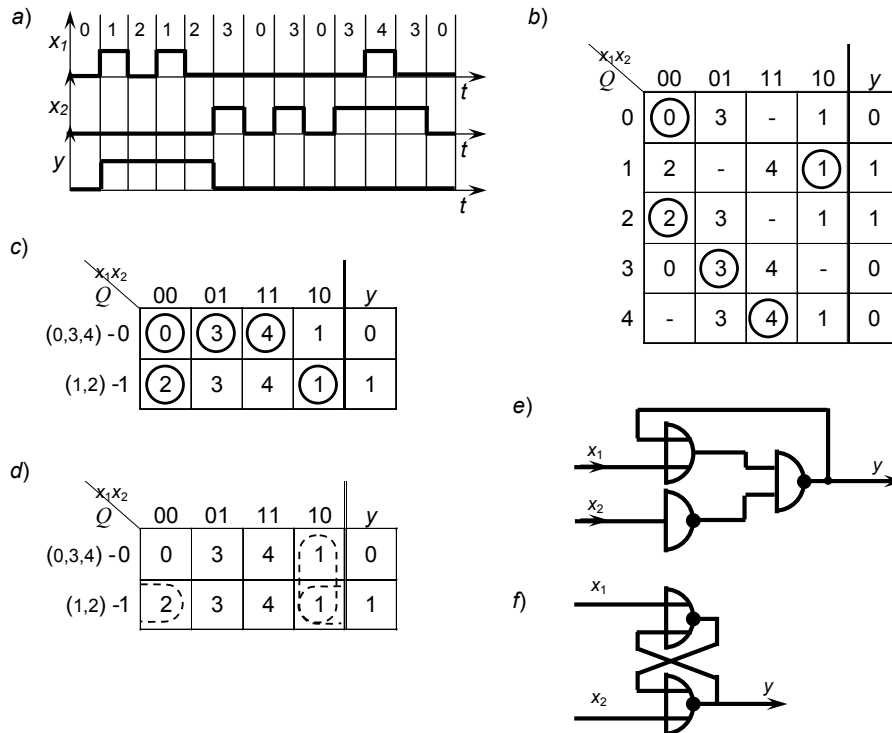 a)
x1 0 1 2 1 2 3 0 3 0 3 4 3 0
t
x2
t
y
t
b)
x1x2
Q 00 01 11 10 y
0 0 3 - 1 0
1 2 - 4 1 1
2 2 3 - 1 1
3 0 3 4 - 0
4 - 3 4 1 0
c)
x1x2
Q 00 01 11 10 y
(0,3,4) -0 0 3 4 1 0
(1,2) -1 2 3 4 1 1
d)
x1x2
Q 00 01 11 10 y
(0,3,4) -0 0 3 4 1 0
(1,2) -1 2 3 4 1 1
e)
x1
x2
y
f)
x1
x2
y